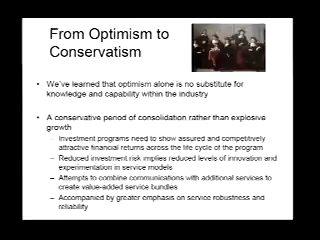 From Optimism to
Conservatism
• We've learned that optimism alone is no substitute for
knowledge and capability within the industry
• A conservative period of consolidation rather than explosive
growth
– Investment programs need to show assured and competitively
attractive financial returns across the life cycle of the program
– Reduced investment risk implies reduced levels of innovation and
experimentation in service models
– Attempts to combine communications with additional services to
create value-added service bundles
– Accompanied by greater emphasis on service robustness and
reliability